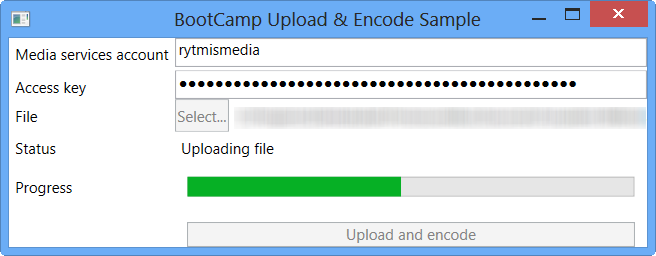 BootCamp Upload & Encode Sample
Media services account rytmismedia
Access key ●●●●●●●●●●●●●●●●●●●●●●●●●●●●●●●●●●●●●●●●●●●●
File Select...
Status Uploading file
Progress
Upload and encode